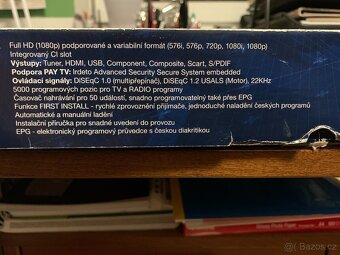 Full HD (1080p) podporované a variabilní formát (576i, 576p, 720p, 1080i, 1080p)
Integrovaný CI slot
Výstupy: Tuner, HDMI, USB, Component, Composite, Scart, S/PDIF
Podpora PAY TV: Irdeto Advanced Security Secure System embedded
Ovládací signály: DiSEqC 1.0 (multipřepínač), DiSEqC 1.2 USALS (Motor), 22KHz
5000 programových pozic pro TV a RADIO programy
Časovač nahrávání pro 50 událostí, snadno programovatelný také přes EPG
Funkce FIRST INSTALL - rychlé zprovoznění přijímače, jednoduché naladění českých programů
Automatické a manuální ladění
Instalační příručka pro snadné uvedení do provozu
EPG - elektronický programový průvodce s českou diakritikou
Bazos.cz